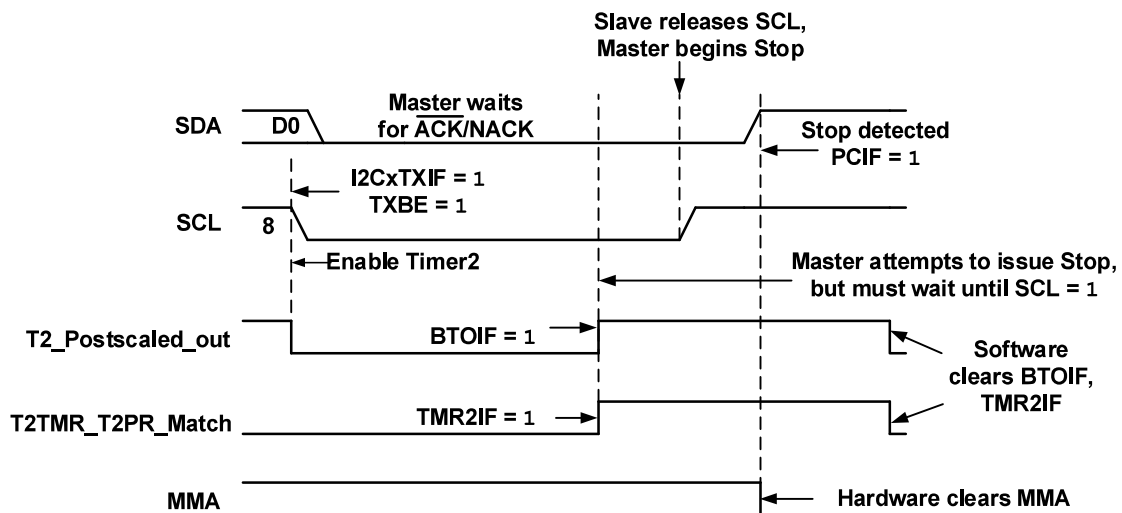 Slave releases SCL,
Master begins Stop
SDA
D0
Master waits
for ACK/NACK
Stop detected
PCIF = 1
I2CxTXIF = 1
TXBE = 1
SCL
8
Enable Timer2
Master attempts to issue Stop,
but must wait until SCL = 1
T2_Postscaled_out
BTOIF = 1
Software
clears BTOIF,
TMR2IF
T2TMR_T2PR_Match
TMR2IF = 1
MMA
Hardware clears MMA